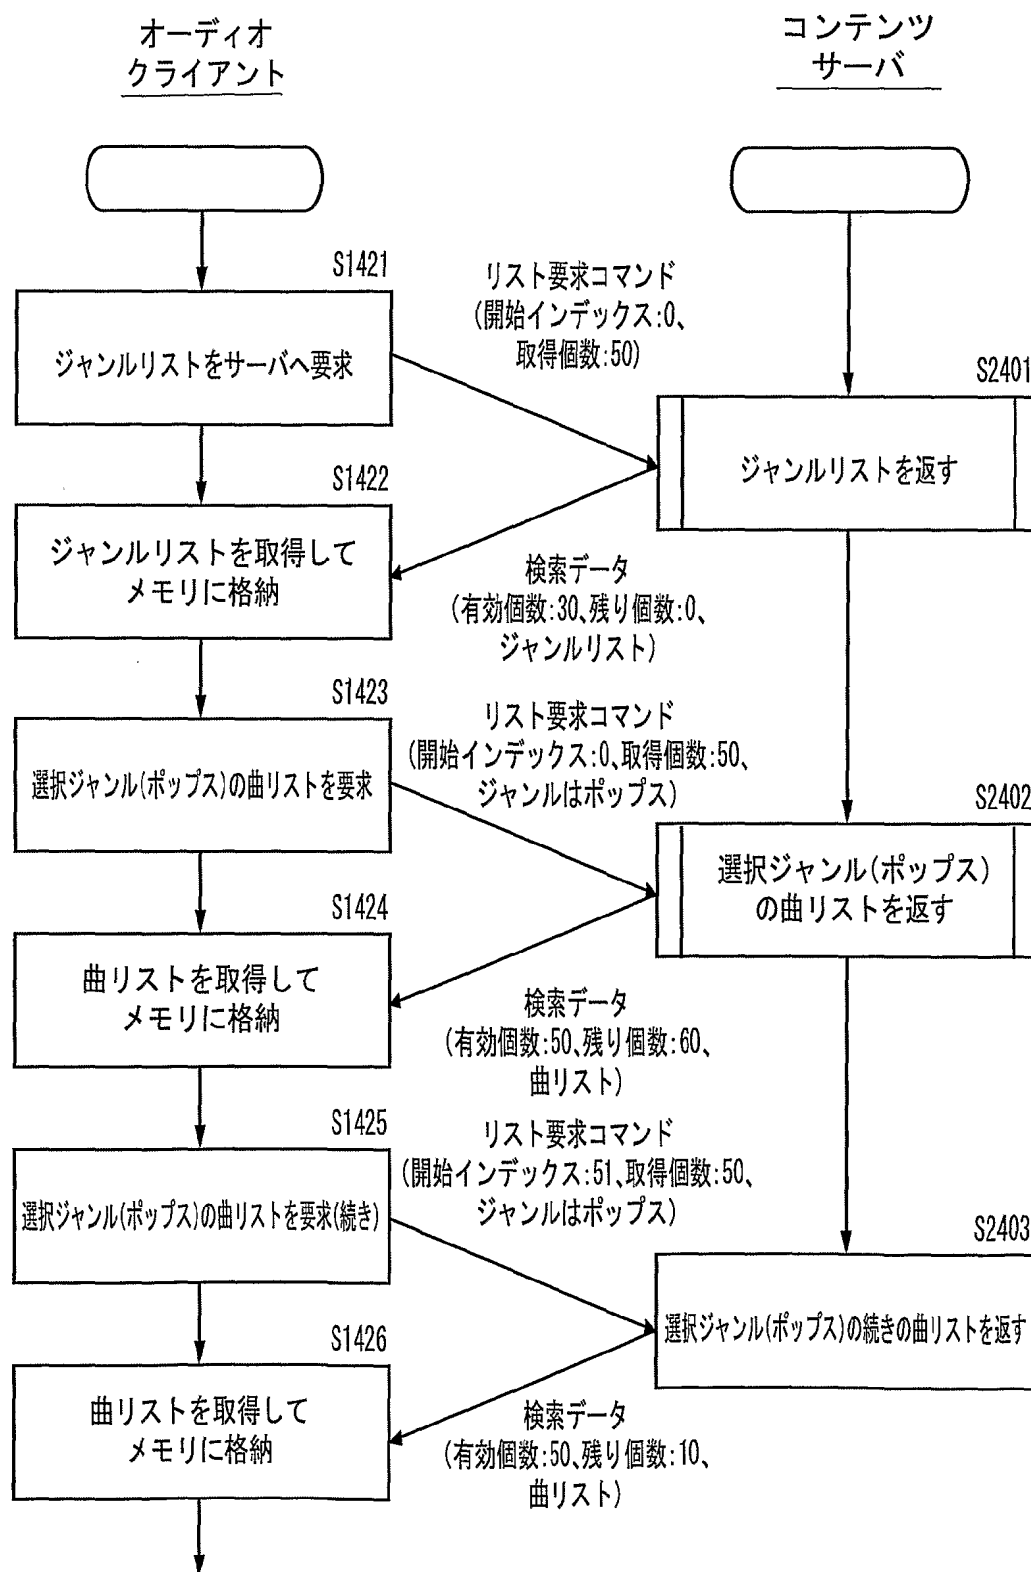 オーディオ
クライアント
コンテンツ
サーバ
S1421
ジャンルリストをサーバへ要求
リスト要求コマンド
(開始インデックス:0、
取得個数:50)
S2401
ジャンルリストを返す
S1422
ジャンルリストを取得して
メモリに格納
検索データ
(有効個数:30、残り個数:0、
ジャンルリスト)
S1423
選択ジャンル(ポップス)の曲リストを要求
リスト要求コマンド
(開始インデックス:0、取得個数:50、
ジャンルはポップス)
S2402
選択ジャンル(ポップス)
の曲リストを返す
S1424
曲リストを取得して
メモリに格納
検索データ
(有効個数:50、残り個数:60、
曲リスト)
S1425
選択ジャンル(ポップス)の曲リストを要求(続き)
リスト要求コマンド
(開始インデックス:51、取得個数:50、
ジャンルはポップス)
S2403
選択ジャンル(ポップス)の続きの曲リストを返す
S1426
曲リストを取得して
メモリに格納
検索データ
(有効個数:50、残り個数:10、
曲リスト)